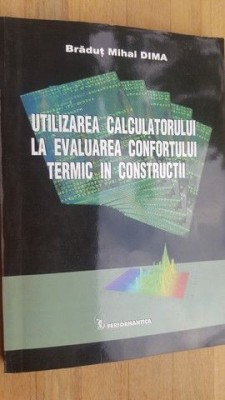 Brăduț Mihai DIMA
UTILIZAREA CALCULATORULUI
LA EVALUAREA CONFORTULUI
TERMIC IN CONSTRUCTII
PERFORMANTICA